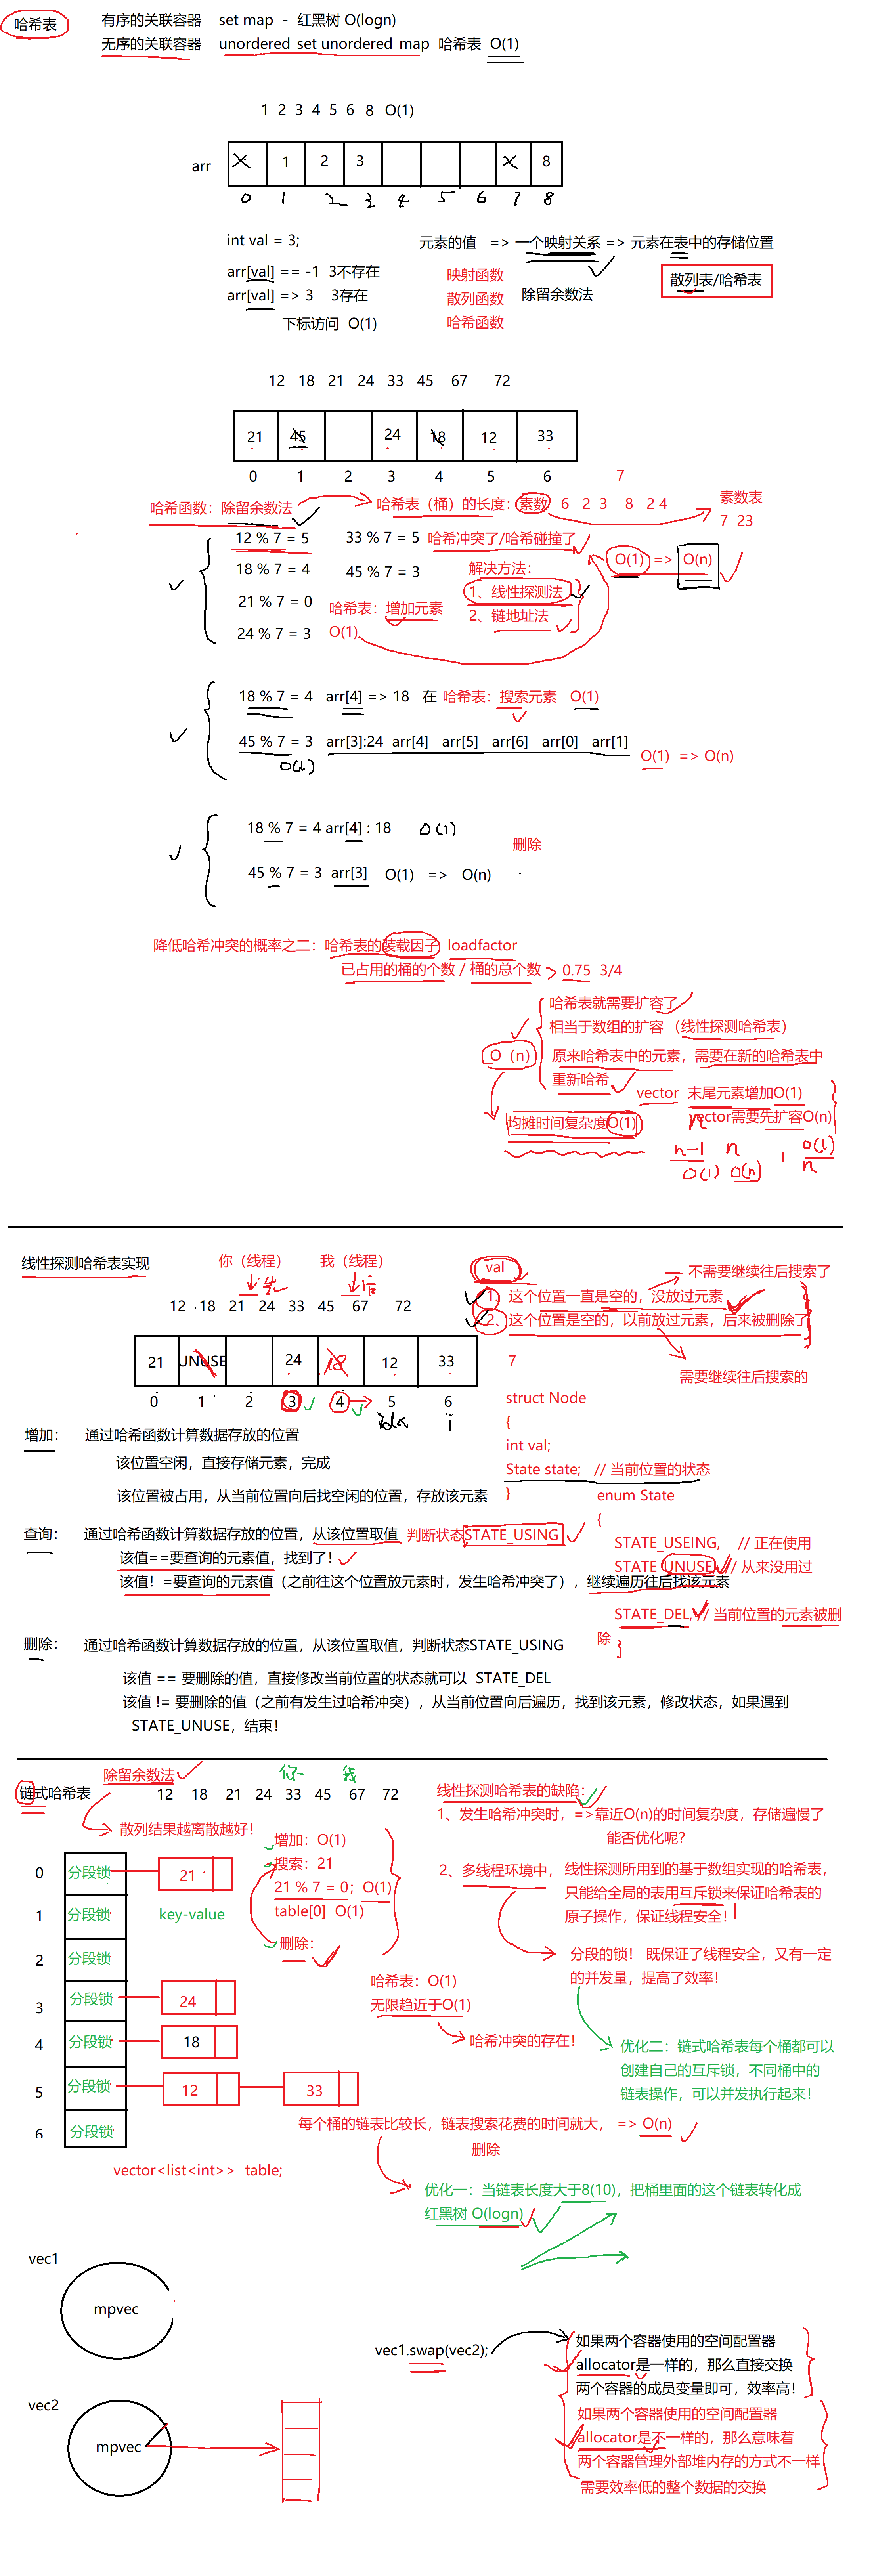 哈希表
有序的关联容器 set map - 红黑树 O(logn)
无序的关联容器 unordered_set unordered_map 哈希表 O(1)
1 2 3 4 5 6 8 O(1)
arr 1 2 3 8
0 1 2 3 4 5 6 7 8
int val = 3;
元素的值 => 一个映射关系 => 元素在表中的存储位置
arr[val] == -1 3不存在
映射函数
散列表/哈希表
arr[val] => 3 3存在
散列函数 除留余数法
下标访问 O(1)
哈希函数
12 18 21 24 33 45 67 72
21 45 24 18 12 33
0 1 2 3 4 5 6 7
哈希函数：除留余数法
哈希表（桶）的长度：素数 6 2 3 8 2 4
素数表
7 23
12 % 7 = 5 33 % 7 = 5 哈希冲突了/哈希碰撞了
O(1) => O(n)
18 % 7 = 4 45 % 7 = 3 解决方法：
1、线性探测法
21 % 7 = 0 哈希表：增加元素
2、链地址法
24 % 7 = 3 O(1)
18 % 7 = 4 arr[4] => 18 在 哈希表：搜索元素 O(1)
45 % 7 = 3 arr[3]:24 arr[4] arr[5] arr[6] arr[0] arr[1]
O(1) => O(n)
O(1)
18 % 7 = 4 arr[4] : 18 O(1)
删除
45 % 7 = 3 arr[3] O(1) => O(n)
降低哈希冲突的概率之二：哈希表的装载因子 loadfactor
已占用的桶的个数 / 桶的总个数 > 0.75 3/4
哈希表就需要扩容了
相当于数组的扩容 （线性探测哈希表）
O（n）
原来哈希表中的元素，需要在新的哈希表中
重新哈希
vector 末尾元素增加O(1)
vector需要先扩容O(n)
均摊时间复杂度O(1)
n
n-1 n 1 O(1)
O(1) O(n) n
线性探测哈希表实现
你（线程） 我（线程）
val
不需要继续往后搜索了
1、这个位置一直是空的，没放过元素
12 18 21 24 33 45 67 72
2、这个位置是空的，以前放过元素，后来被删除了
21 UNUSE 24 18 12 33
7
需要继续往后搜索的
0 1 2 3 4 5 6
idx i
struct Node
{
int val;
State state; // 当前位置的状态
}
增加： 通过哈希函数计算数据存放的位置
该位置空闲，直接存储元素，完成
该位置被占用，从当前位置向后找空闲的位置，存放该元素
enum State
{
STATE_USEING, // 正在使用
STATE_UNUSE, // 从来没用过
STATE_DEL, // 当前位置的元素被删
除
}
查询： 通过哈希函数计算数据存放的位置，从该位置取值 判断状态STATE_USING
该值==要查询的元素值，找到了！
该值！=要查询的元素值（之前往这个位置放元素时，发生哈希冲突了），继续遍历往后找该元素
删除： 通过哈希函数计算数据存放的位置，从该位置取值，判断状态STATE_USING
该值 == 要删除的值，直接修改当前位置的状态就可以 STATE_DEL
该值 != 要删除的值（之前有发生过哈希冲突），从当前位置向后遍历，找到该元素，修改状态，如果遇到
STATE_UNUSE，结束！
除留余数法
你 我
链式哈希表 12 18 21 24 33 45 67 72
线性探测哈希表的缺陷：
1、发生哈希冲突时，=>靠近O(n)的时间复杂度，存储遍慢了
能否优化呢？
散列结果越离散越好！
增加：O(1)
搜索：21
21 % 7 = 0；O(1)
table[0] O(1)
删除：
2、多线程环境中，线性探测所用到的基于数组实现的哈希表，
只能给全局的表用互斥锁来保证哈希表的
原子操作，保证线程安全！
0 分段锁 21
1 分段锁 key-value
2 分段锁
3 分段锁 24
4 分段锁 18
5 分段锁 12 33
6 分段锁
分段的锁！ 既保证了线程安全，又有一定
的并发量，提高了效率！
哈希表：O(1)
无限趋近于O(1)
哈希冲突的存在！
优化二：链式哈希表每个桶都可以
创建自己的互斥锁，不同桶中的
链表操作，可以并发执行起来！
每个桶的链表比较长，链表搜索花费的时间就大， => O(n)
删除
vector<list<int>> table;
优化一：当链表长度大于8(10)，把桶里面的这个链表转化成
红黑树 O(logn)
vec1
mpvec
vec1.swap(vec2);
如果两个容器使用的空间配置器
allocator是一样的，那么直接交换
两个容器的成员变量即可，效率高！
vec2
mpvec
如果两个容器使用的空间配置器
allocator是不一样的，那么意味着
两个容器管理外部堆内存的方式不一样
需要效率低的整个数据的交换